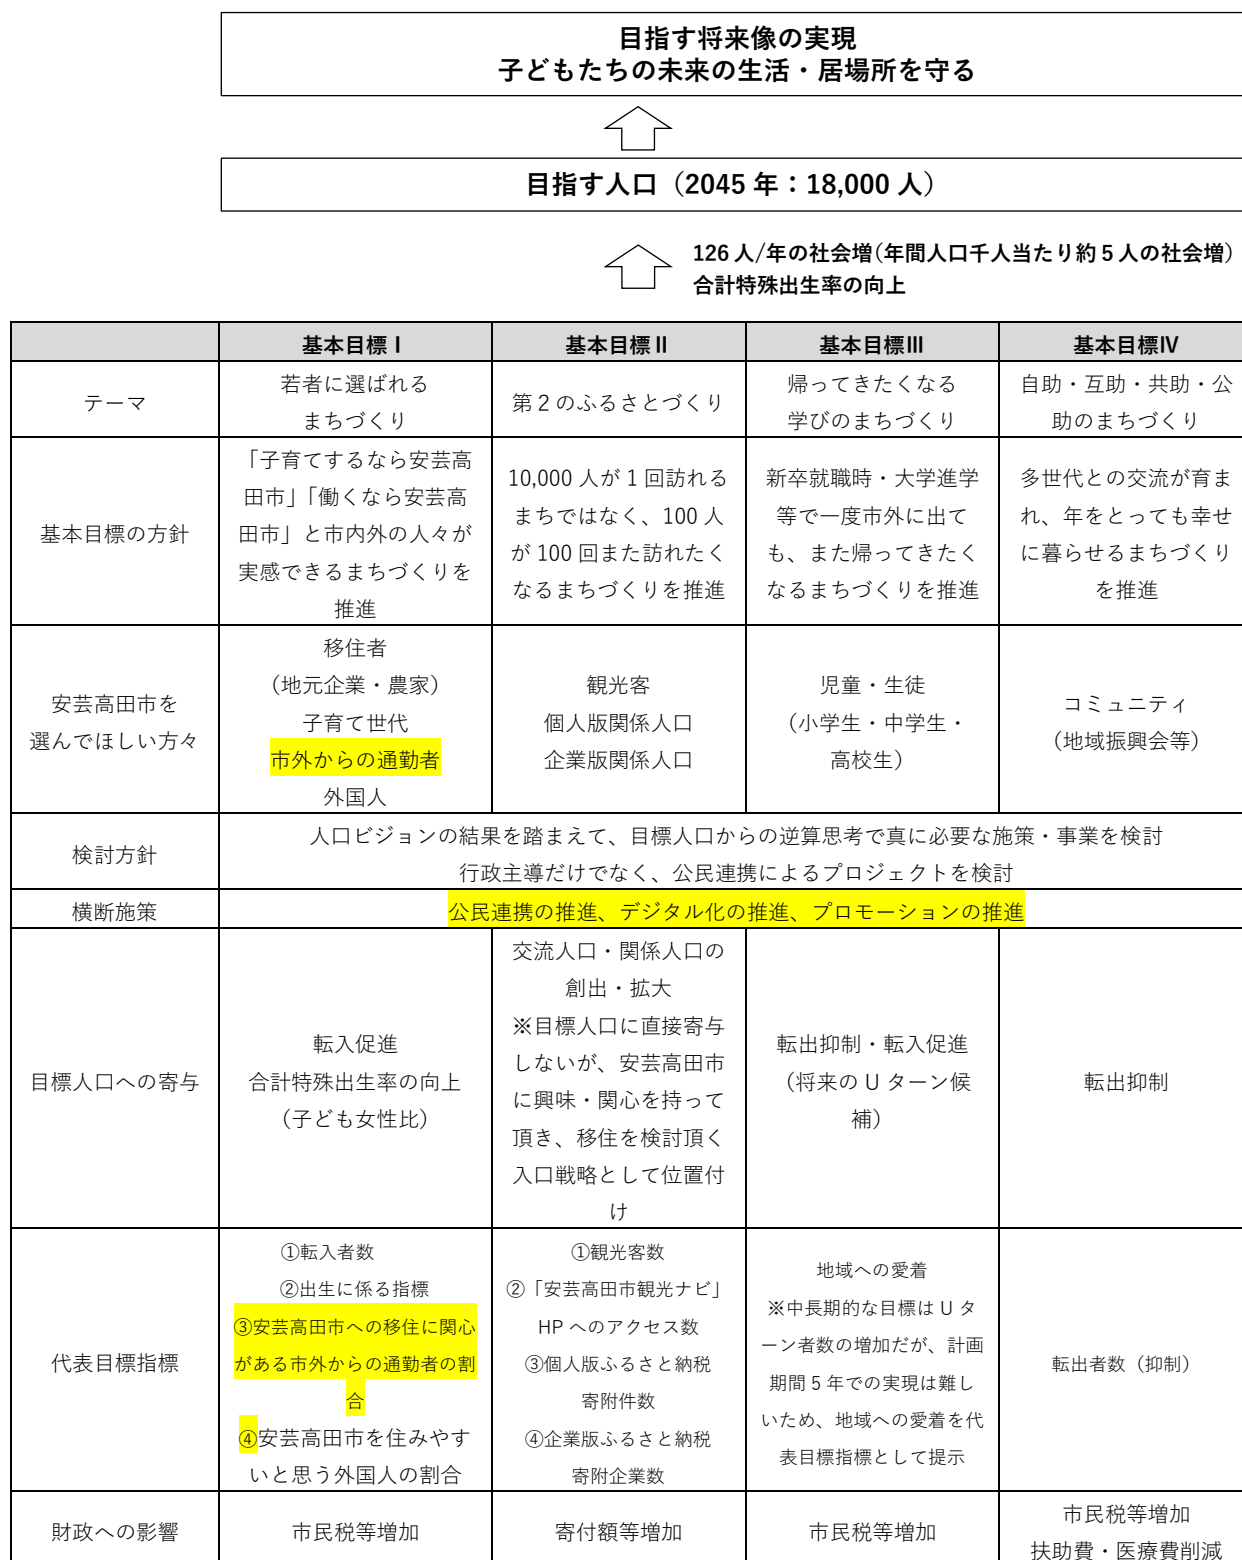 目指す将来像の実現
子どもたちの未来の生活・居場所を守る
目指す人口（2045 年：18,000 人）
126 人/年の社会増（年間人口千人当たり約 5 人の社会増）
合計特殊出生率の向上
基本目標Ⅰ
基本目標Ⅱ
基本目標Ⅲ
基本目標Ⅳ
テーマ
若者に選ばれる
まちづくり
第２のふるさとづくり
帰ってきたくなる
学びのまちづくり
自助・互助・共助・公
助のまちづくり
基本目標の方針
「子育てするなら安芸高
田市」「働くなら安芸高
田市」と市内外の人々が
実感できるまちづくりを
推進
10,000 人が 1 回訪れる
まちではなく、100 人
が 100 回また訪れたく
なるまちづくりを推進
新卒就職時・大学進学
等で一度市外に出て
も、また帰ってきたく
なるまちづくりを推進
多世代との交流が育ま
れ、年をとっても幸せ
に暮らせるまちづくり
を推進
安芸高田市を
選んでほしい方々
移住者
（地元企業・農家）
子育て世代
市外からの通勤者
外国人
観光客
個人版関係人口
企業版関係人口
児童・生徒
（小学生・中学生・
高校生）
コミュニティ
（地域振興会等）
検討方針
人口ビジョンの結果を踏まえて、目標人口からの逆算思考で真に必要な施策・事業を検討
行政主導だけでなく、公民連携によるプロジェクトを検討
横断施策
公民連携の推進、デジタル化の推進、プロモーションの推進
目標人口への寄与
転入促進
合計特殊出生率の向上
（子ども女性比）
交流人口・関係人口の
創出・拡大
※目標人口に直接寄与
しないが、安芸高田市
に興味・関心を持って
頂き、移住を検討頂く
入口戦略として位置付
け
転出抑制・転入促進
（将来の U ターン候
補）
転出抑制
代表目標指標
①転入者数
②出生に係る指標
③安芸高田市への移住に関心
がある市外からの通勤者の割
合
④安芸高田市を住みやす
いと思う外国人の割合
①観光客数
②「安芸高田市観光ナビ」
HP へのアクセス数
③個人版ふるさと納税
寄附件数
④企業版ふるさと納税
寄附企業数
地域への愛着
※中長期的な目標は U タ
ーン者数の増加だが、計画
期間 5 年での実現は難し
いため、地域への愛着を代
表目標指標として提示
転出者数（抑制）
財政への影響
市民税等増加
寄付額等増加
市民税等増加
市民税等増加
扶助費・医療費削減